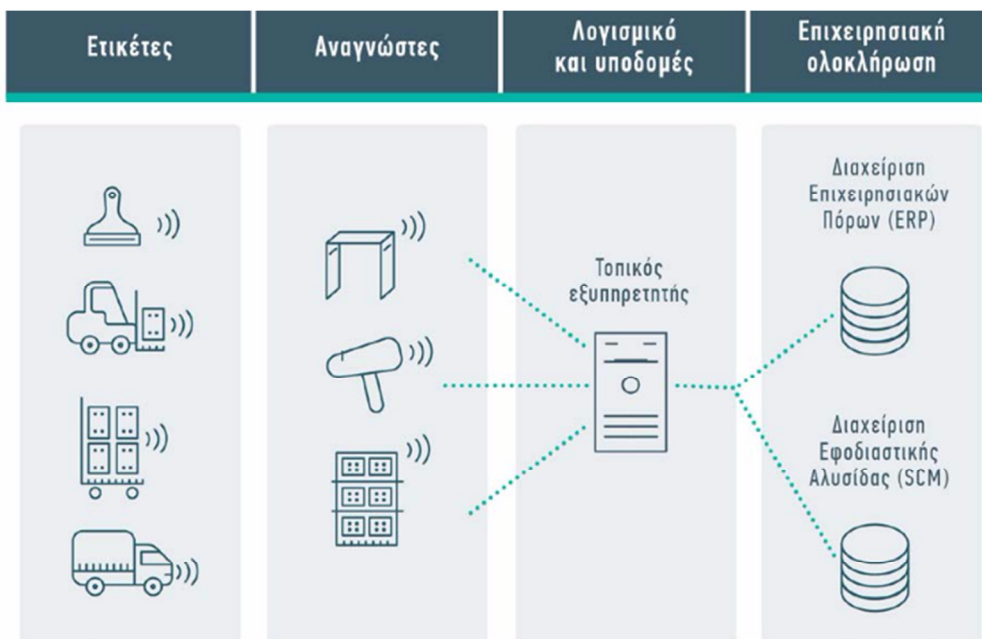 Ετικέτες
Αναγνώστες
Λογισμικό
και υποδομές
Επιχειρησιακή
ολοκλήρωση
Τοπικός
εξυπηρετητής
Διαχείριση
Επιχειρησιακών
Πόρων (ERP)
Διαχείριση
Εφοδιαστικής
Αλυσίδας (SCM)